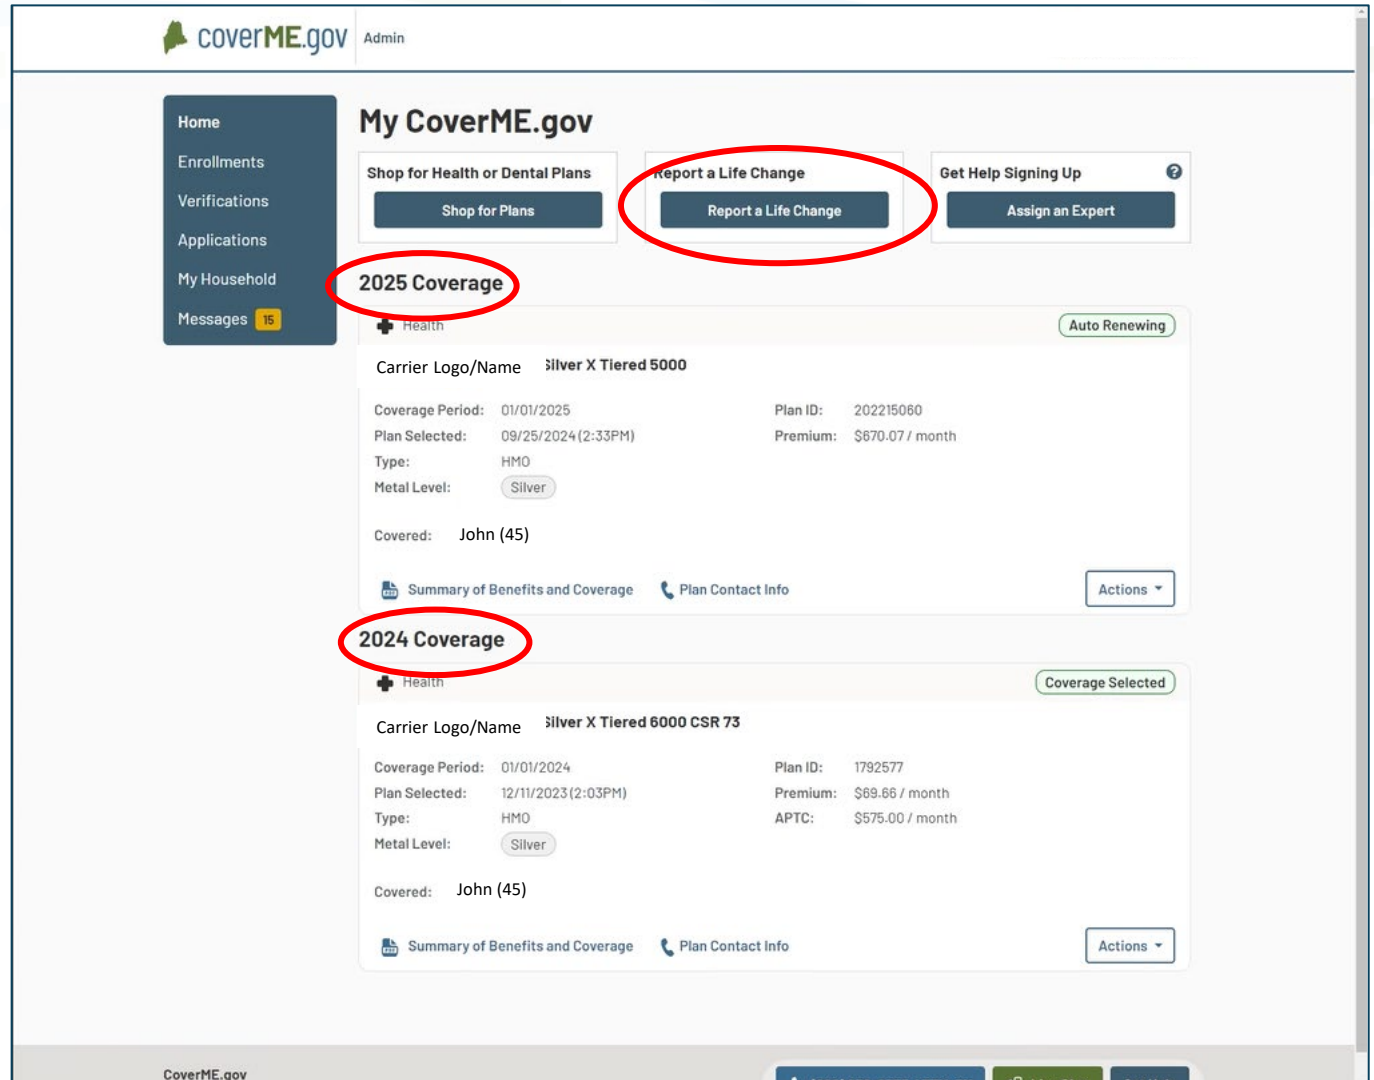 coverME.gov Admin
Home
Enrollments
Verifications
Applications
My Household
Messages 15
My CoverME.gov
Shop for Health or Dental Plans
Shop for Plans
Report a Life Change
Report a Life Change
Get Help Signing Up ?
Assign an Expert
2025 Coverage
Health Auto Renewing
Carrier Logo/Name Silver X Tiered 5000
Coverage Period: 01/01/2025 Plan ID: 202215060
Plan Selected: 09/25/2024 (2:33PM) Premium: $670.07 / month
Type: HMO
Metal Level: Silver
Covered: John (45)
Summary of Benefits and Coverage Plan Contact Info Actions
2024 Coverage
Health Coverage Selected
Carrier Logo/Name Silver X Tiered 6000 CSR 73
Coverage Period: 01/01/2024 Plan ID: 1792577
Plan Selected: 12/11/2023 (2:03PM) Premium: $69.66 / month
Type: HMO APTC: $575.00 / month
Metal Level: Silver
Covered: John (45)
Summary of Benefits and Coverage Plan Contact Info Actions
CoverME.gov